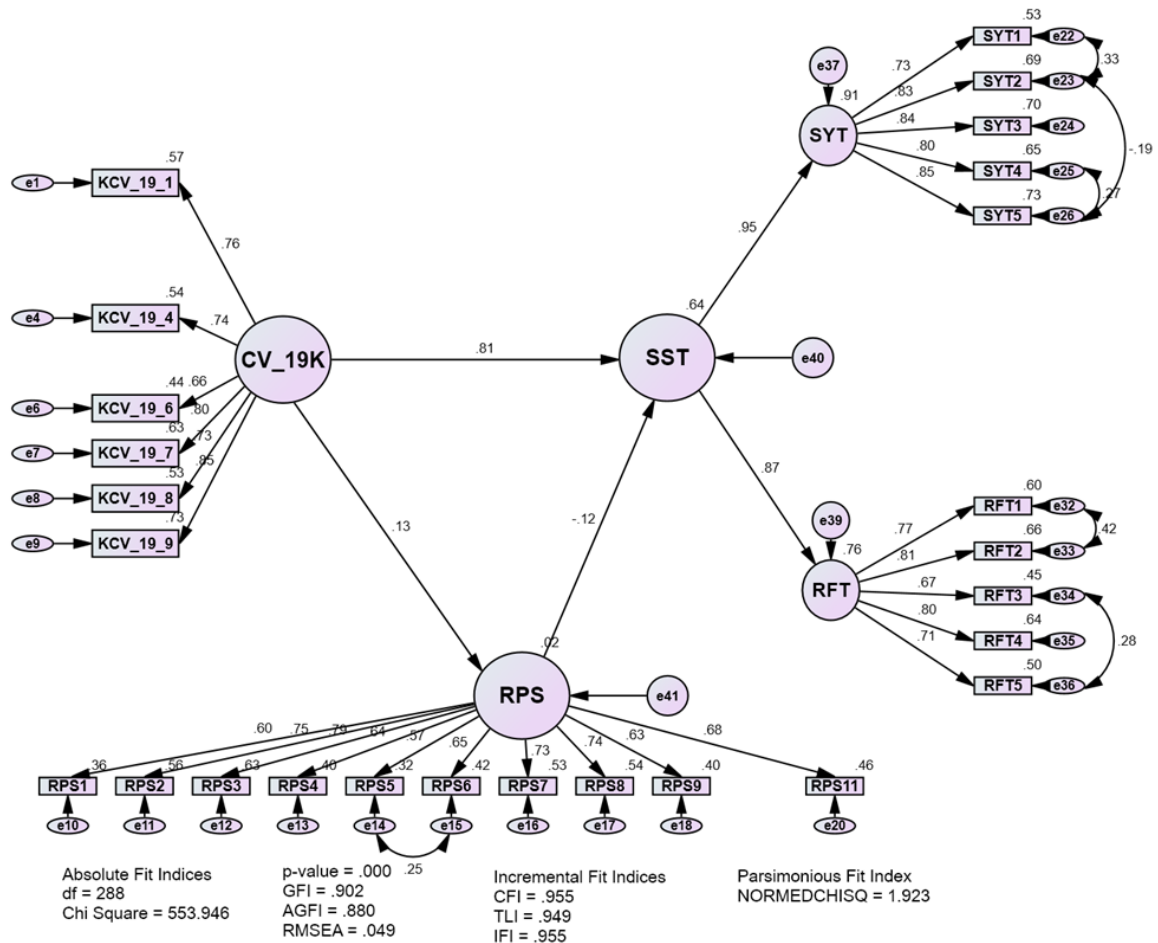 .53
SYT1
e22
.33
.73
e37
.69
SYT2
e23
.91
.83
.70
SYT
.84
SYT3
e24
-.19
.80
.65
SYT4
e25
.85
.27
.73
SYT5
e26
.57
e1
KCV_19_1
.76
.95
.54
e4
KCV_19_4
.74
.64
CV_19K
.81
SST
e40
.44
.66
e6
KCV_19_6
.80
.63
.73
e7
KCV_19_7
.85
.53
e8
KCV_19_8
.73
e9
KCV_19_9
.87
.13
-.12
.60
RFT1
e32
e39
.77
.42
.66
.76
.81
RFT2
e33
RFT
.67
.45
RFT3
e34
.80
.64
RFT4
e35
.28
.71
.50
RFT5
e36
.02
RPS
e41
.60
.75
.79
.64
.57
.65
.73
.74
.63
.68
.36
.56
.63
.40
.32
.42
.53
.54
.40
.46
RPS1
RPS2
RPS3
RPS4
RPS5
RPS6
RPS7
RPS8
RPS9
RPS11
e10
e11
e12
e13
e14
e15
e16
e17
e18
e20
.25
Absolute Fit Indices
df = 288
Chi Square = 553.946
p-value = .000
GFI = .902
AGFI = .880
RMSEA = .049
Incremental Fit Indices
CFI = .955
TLI = .949
IFI = .955
Parsimonious Fit Index
NORMEDCHISQ = 1.923